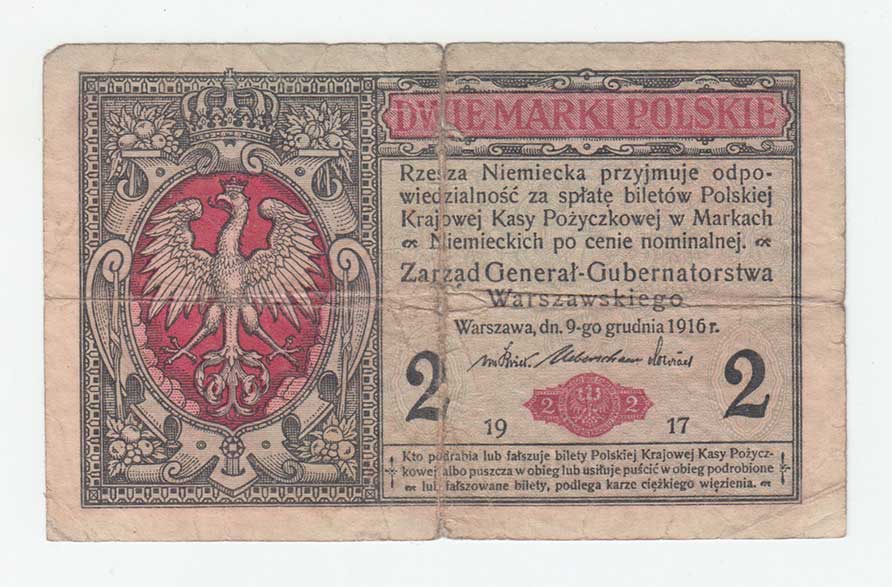 DWIE MARKI POLSKIE
Rzesza Niemiecka przyjmuje odpo-
wiedzialność za spłatę biletów Polskiej
Krajowej Kasy Pożyczkowej w Markach
Niemieckich po cenie nominalnej.
Zarząd Generał-Gubernatorstwa
Warszawskiego
Warszawa, dn. 9-go grudnia 1916 r.
2 2
2 2
19 17
Kto podrabia lub fałszuje bilety Polskiej Krajowej Kasy Pożycz-
kowej albo puszcza w obieg lub usiłuje puścić w obieg podrobione
lub fałszowane bilety, podlega karze ciężkiego więzienia.